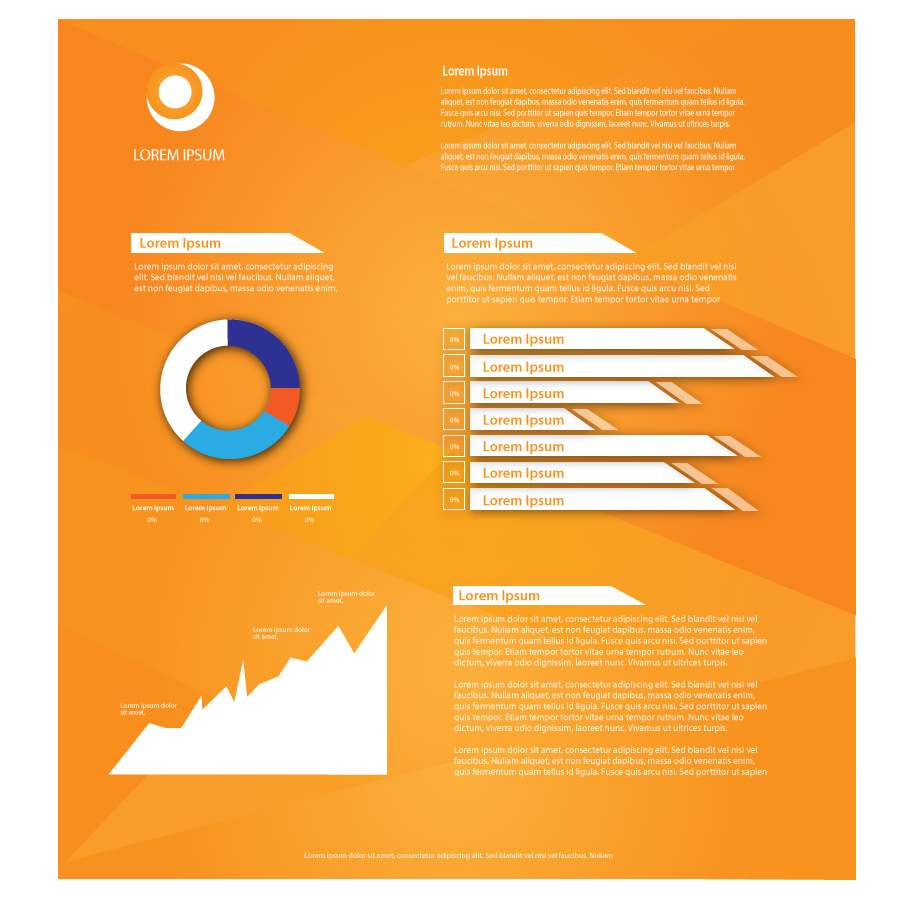 LOREM IPSUM
Lorem Ipsum
Lorem ipsum dolor sit amet, consectetur adipiscing elit. Sed blandit vel nisi vel faucibus. Nullam
aliquet, est non feugiat dapibus, massa odio venenatis enim, quis fermentum quam tellus id ligula.
Fusce quis arcu nisi. Sed porttitor ut sapien quis tempor. Etiam tempor tortor vitae urna tempor
rutrum. Nunc vitae leo dictum, viverra odio dignissim, laoreet nunc. Vivamus ut ultrices turpis.
Lorem ipsum dolor sit amet, consectetur adipiscing elit. Sed blandit vel nisi vel faucibus. Nullam
aliquet, est non feugiat dapibus, massa odio venenatis enim, quis fermentum quam tellus id ligula.
Fusce quis arcu nisi. Sed porttitor ut sapien quis tempor. Etiam tempor tortor vitae urna tempor
Lorem Ipsum
Lorem ipsum dolor sit amet, consectetur adipiscing
elit. Sed blandit vel nisi vel faucibus. Nullam aliquet,
est non feugiat dapibus, massa odio venenatis enim,
Lorem Ipsum
Lorem ipsum dolor sit amet, consectetur adipiscing elit. Sed blandit vel nisi
vel faucibus. Nullam aliquet, est non feugiat dapibus, massa odio venenatis
enim, quis fermentum quam tellus id ligula. Fusce quis arcu nisi. Sed
porttitor ut sapien quis tempor. Etiam tempor tortor vitae urna tempor
0% Lorem Ipsum
0% Lorem Ipsum
0% Lorem Ipsum
0% Lorem Ipsum
0% Lorem Ipsum
0% Lorem Ipsum
0% Lorem Ipsum
Lorem Ipsum Lorem Ipsum Lorem Ipsum Lorem Ipsum
0% 0% 0% 0%
Lorem ipsum dolor
sit amet,
Lorem ipsum dolor
sit amet,
Lorem ipsum dolor
sit amet,
Lorem Ipsum
Lorem ipsum dolor sit amet, consectetur adipiscing elit. Sed blandit vel nisi vel
faucibus. Nullam aliquet, est non feugiat dapibus, massa odio venenatis enim,
quis fermentum quam tellus id ligula. Fusce quis arcu nisi. Sed porttitor ut sapien
quis tempor. Etiam tempor tortor vitae urna tempor rutrum. Nunc vitae leo
dictum, viverra odio dignissim, laoreet nunc. Vivamus ut ultrices turpis.
Lorem ipsum dolor sit amet, consectetur adipiscing elit. Sed blandit vel nisi vel
faucibus. Nullam aliquet, est non feugiat dapibus, massa odio venenatis enim,
quis fermentum quam tellus id ligula. Fusce quis arcu nisi. Sed porttitor ut sapien
quis tempor. Etiam tempor tortor vitae urna tempor rutrum. Nunc vitae leo
dictum, viverra odio dignissim, laoreet nunc. Vivamus ut ultrices turpis.
Lorem ipsum dolor sit amet, consectetur adipiscing elit. Sed blandit vel nisi vel
faucibus. Nullam aliquet, est non feugiat dapibus, massa odio venenatis enim,
quis fermentum quam tellus id ligula. Fusce quis arcu nisi. Sed porttitor ut sapien
Lorem ipsum dolor sit amet, consectetur adipiscing elit. Sed blandit vel nisi vel faucibus. Nullam